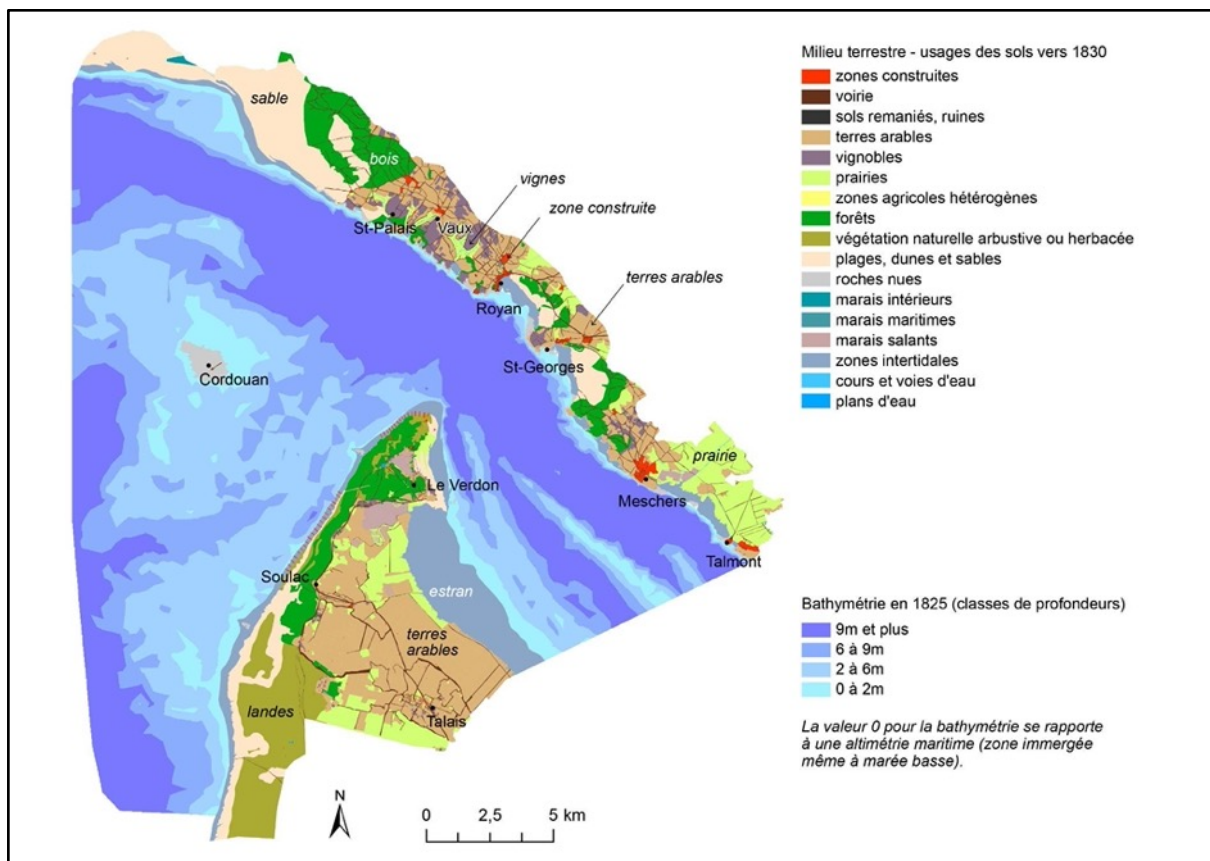 sable
bois
vignes
zone construite
St-Palais
Vaux
terres arables
Royan
St-Georges
Cordouan
prairie
Le Verdon
Meschers
Talmont
Soulac
estran
terres
arables
landes
Talais
N
0 2,5 5 km
Milieu terrestre - usages des sols vers 1830
zones construites
voirie
sols remaniés, ruines
terres arables
vignobles
prairies
zones agricoles hétérogènes
forêts
végétation naturelle arbustive ou herbacée
plages, dunes et sables
roches nues
marais intérieurs
marais maritimes
marais salants
zones intertidales
cours et voies d'eau
plans d'eau
Bathymétrie en 1825 (classes de profondeurs)
9m et plus
6 à 9m
2 à 6m
0 à 2m
La valeur 0 pour la bathymétrie se rapporte
à une altimétrie maritime (zone immergée
même à marée basse).